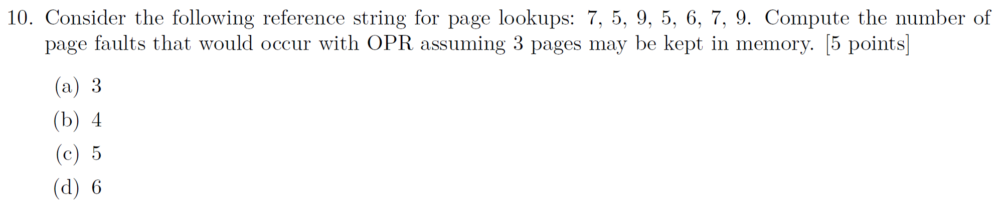 10. Consider the following reference string for page lookups: 7, 5, 9, 5, 6, 7, 9. Compute the number of
page faults that would occur with OPR assuming 3 pages may be kept in memory. [5 points]
(a) 3
(b) 4
(c) 5
(d) 6